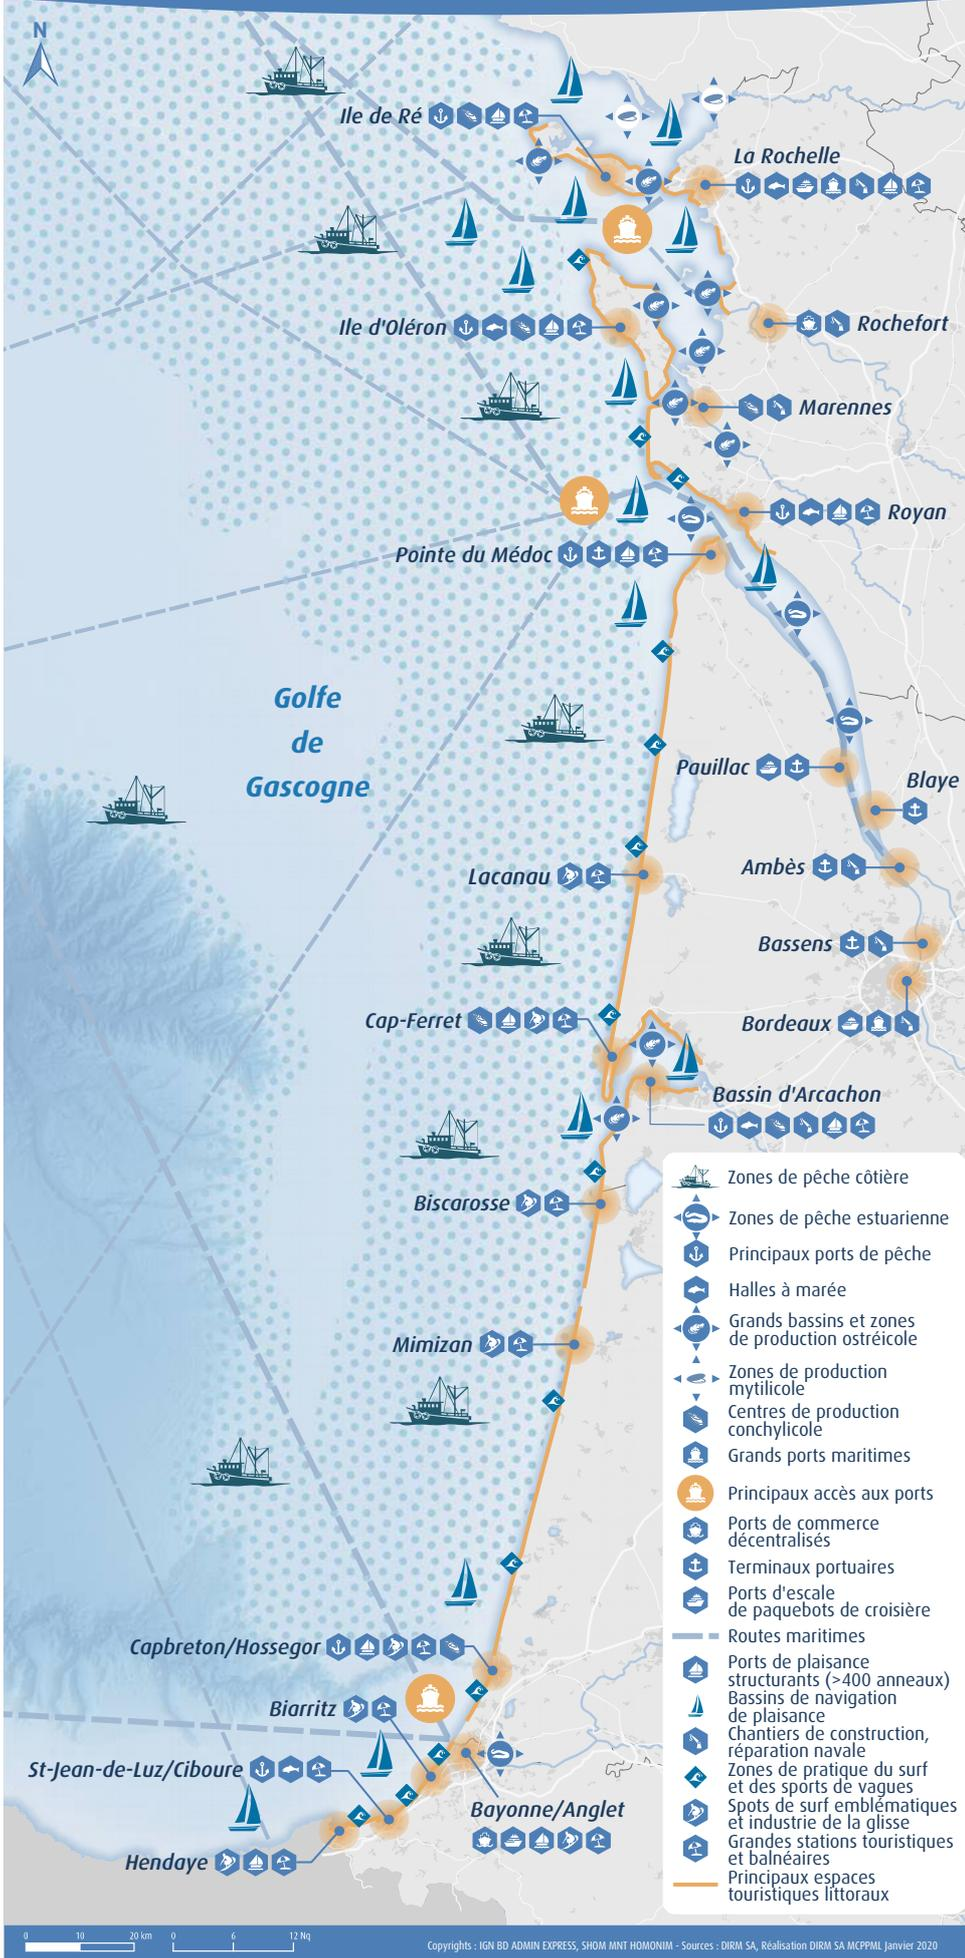 N
Ile de Ré
La Rochelle
Ile d'Oléron
Rochefort
Marennes
Royan
Pointe du Médoc
Golfe
de
Gascogne
Pauillac
Blaye
Ambès
Lacanau
Bassens
Cap-Ferret
Bordeaux
Bassin d'Arcachon
Biscarosse
Mimizan
Capbreton/Hossegor
Biarritz
St-Jean-de-Luz/Ciboure
Bayonne/Anglet
Hendaye
Zones de pêche côtière
Zones de pêche estuarienne
Principaux ports de pêche
Halles à marée
Grands bassins et zones
de production ostréicole
Zones de production
mytilicole
Centres de production
conchylicole
Grands ports maritimes
Principaux accès aux ports
Ports de commerce
décentralisés
Terminaux portuaires
Ports d'escale
de paquebots de croisière
Routes maritimes
Ports de plaisance
structurants (>400 anneaux)
Bassins de navigation
de plaisance
Chantiers de construction,
réparation navale
Zones de pratique du surf
et des sports de vagues
Spots de surf emblématiques
et industrie de la glisse
Grandes stations touristiques
et balnéaires
Principaux espaces
touristiques littoraux
0 10 20 km
0 6 12 Nq
Copyrights : IGN BD ADMIN EXPRESS, SHOM MNT HOMONIM - Sources : DIRM SA, Réalisation DIRM SA MCPPML Janvier 2020